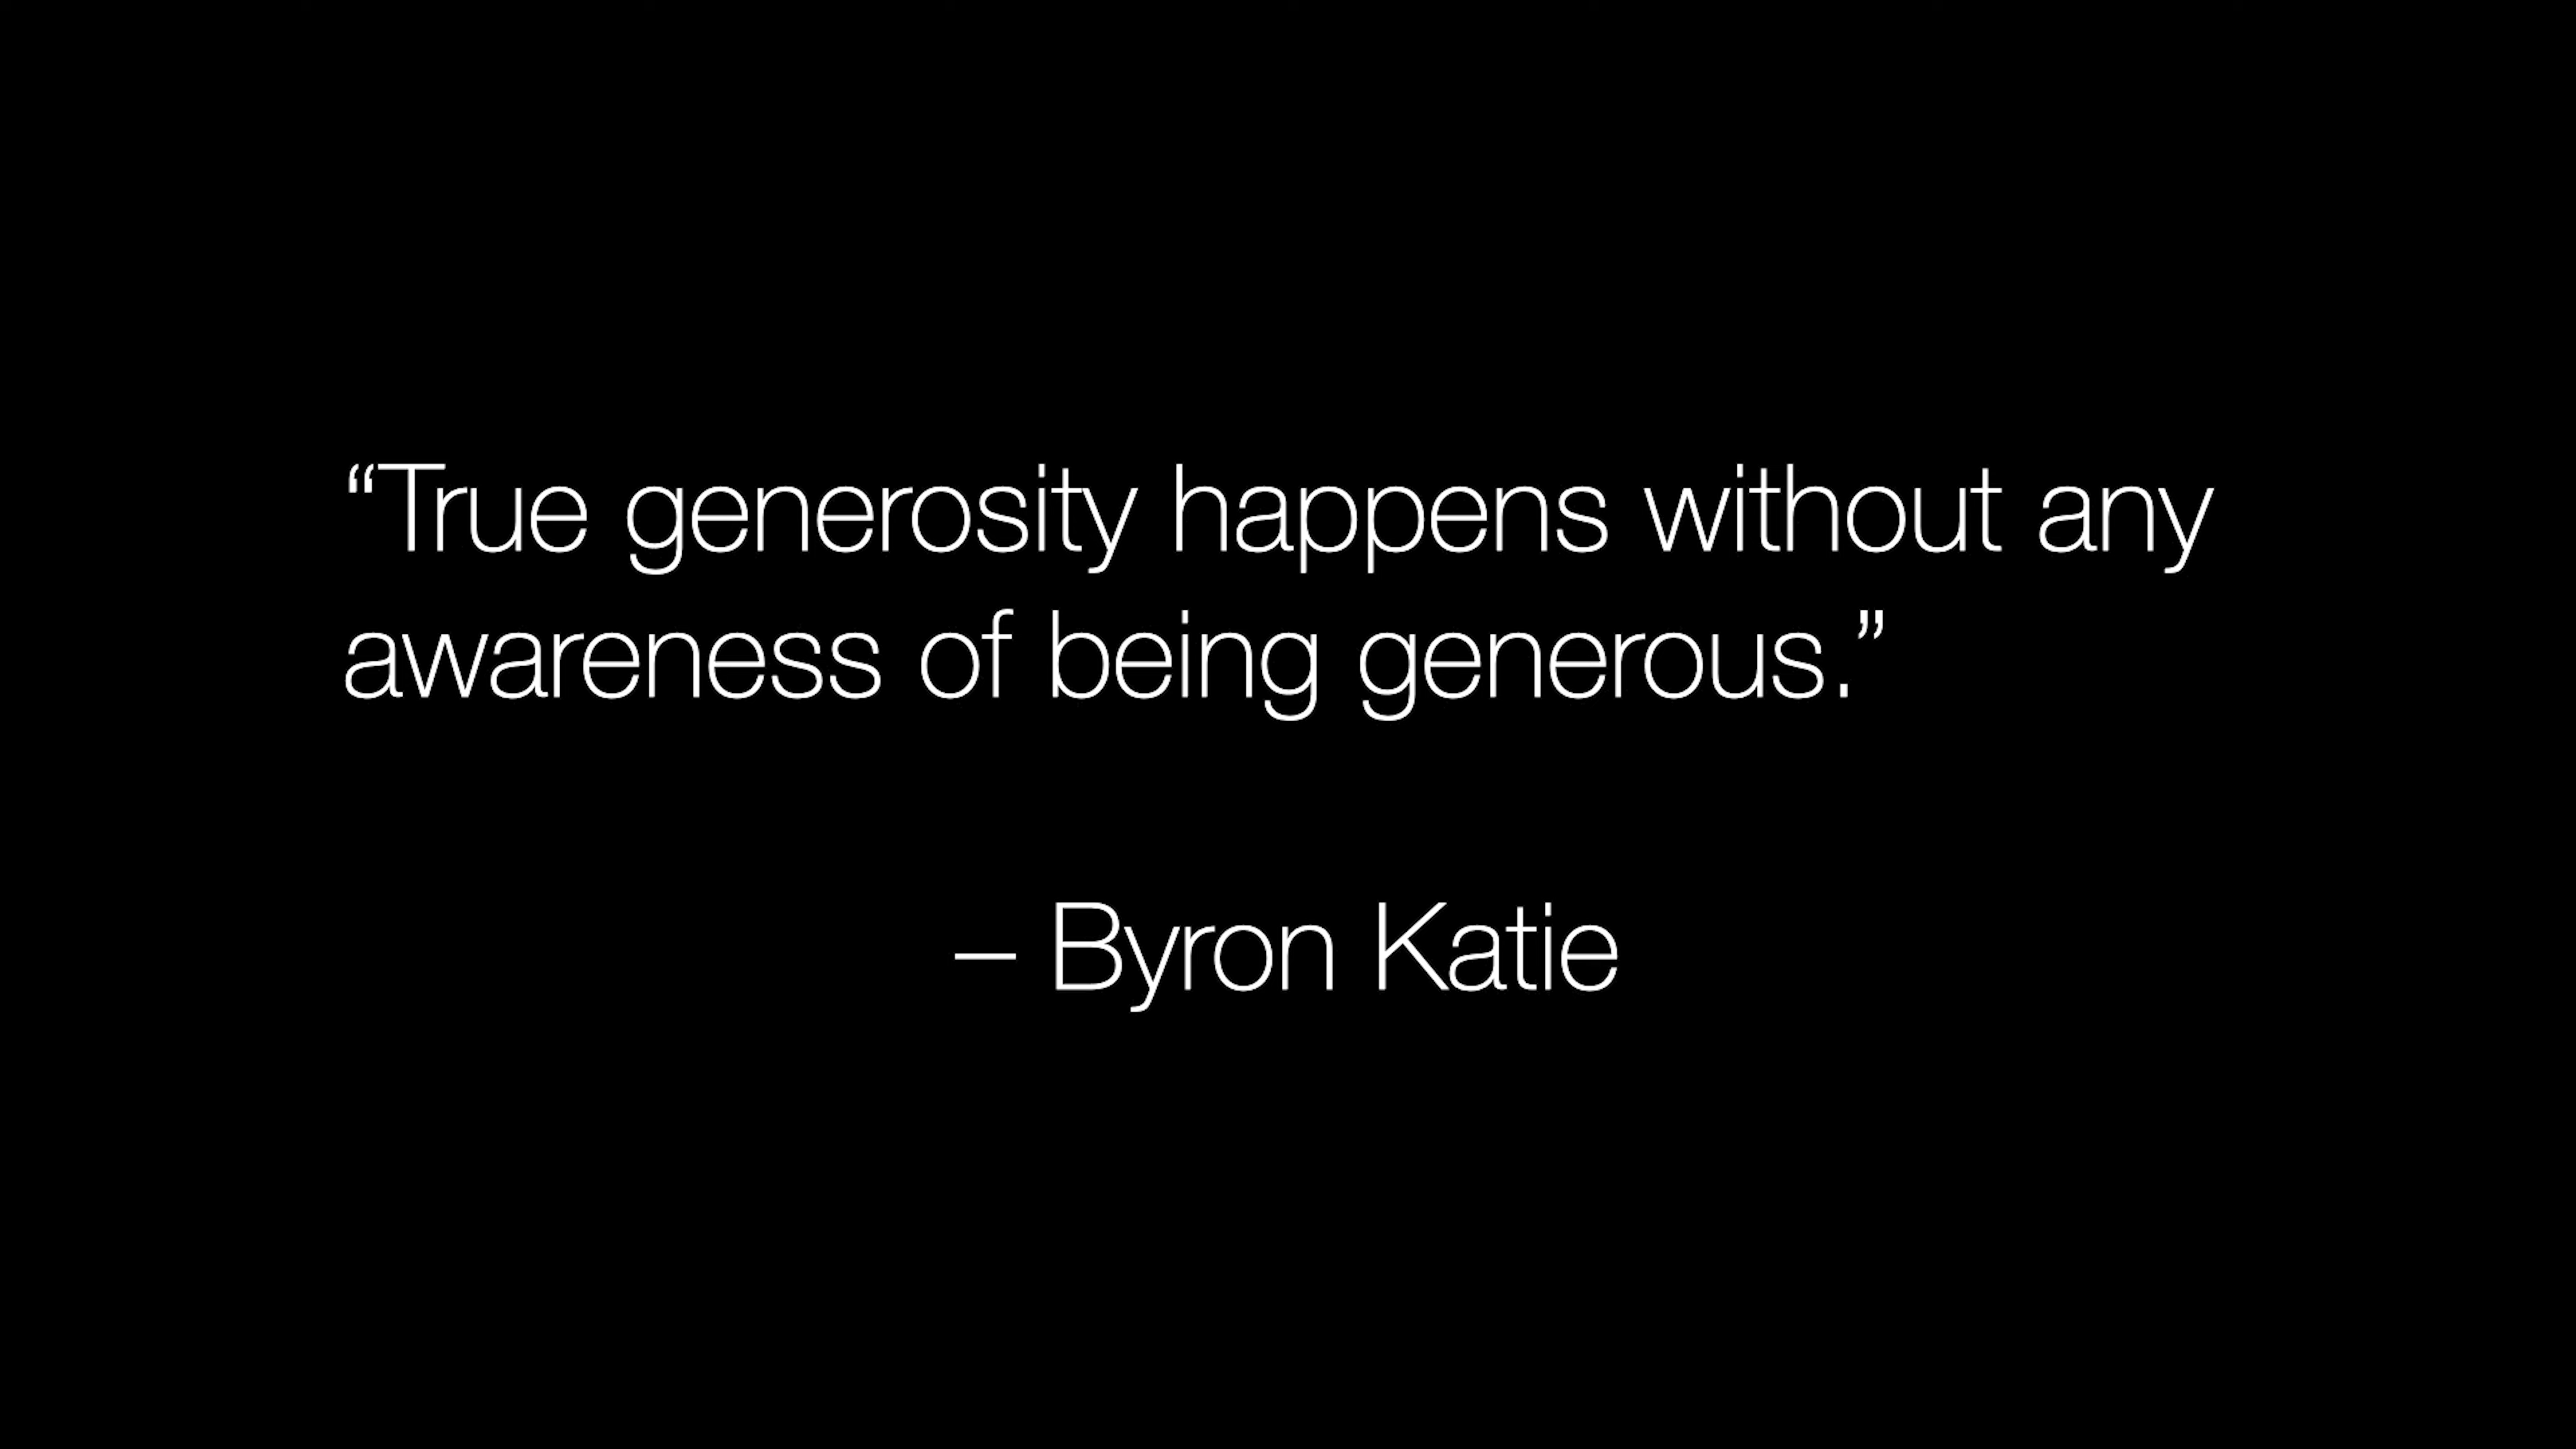 “True generosity happens without any
awareness of being generous.”
– Byron Katie